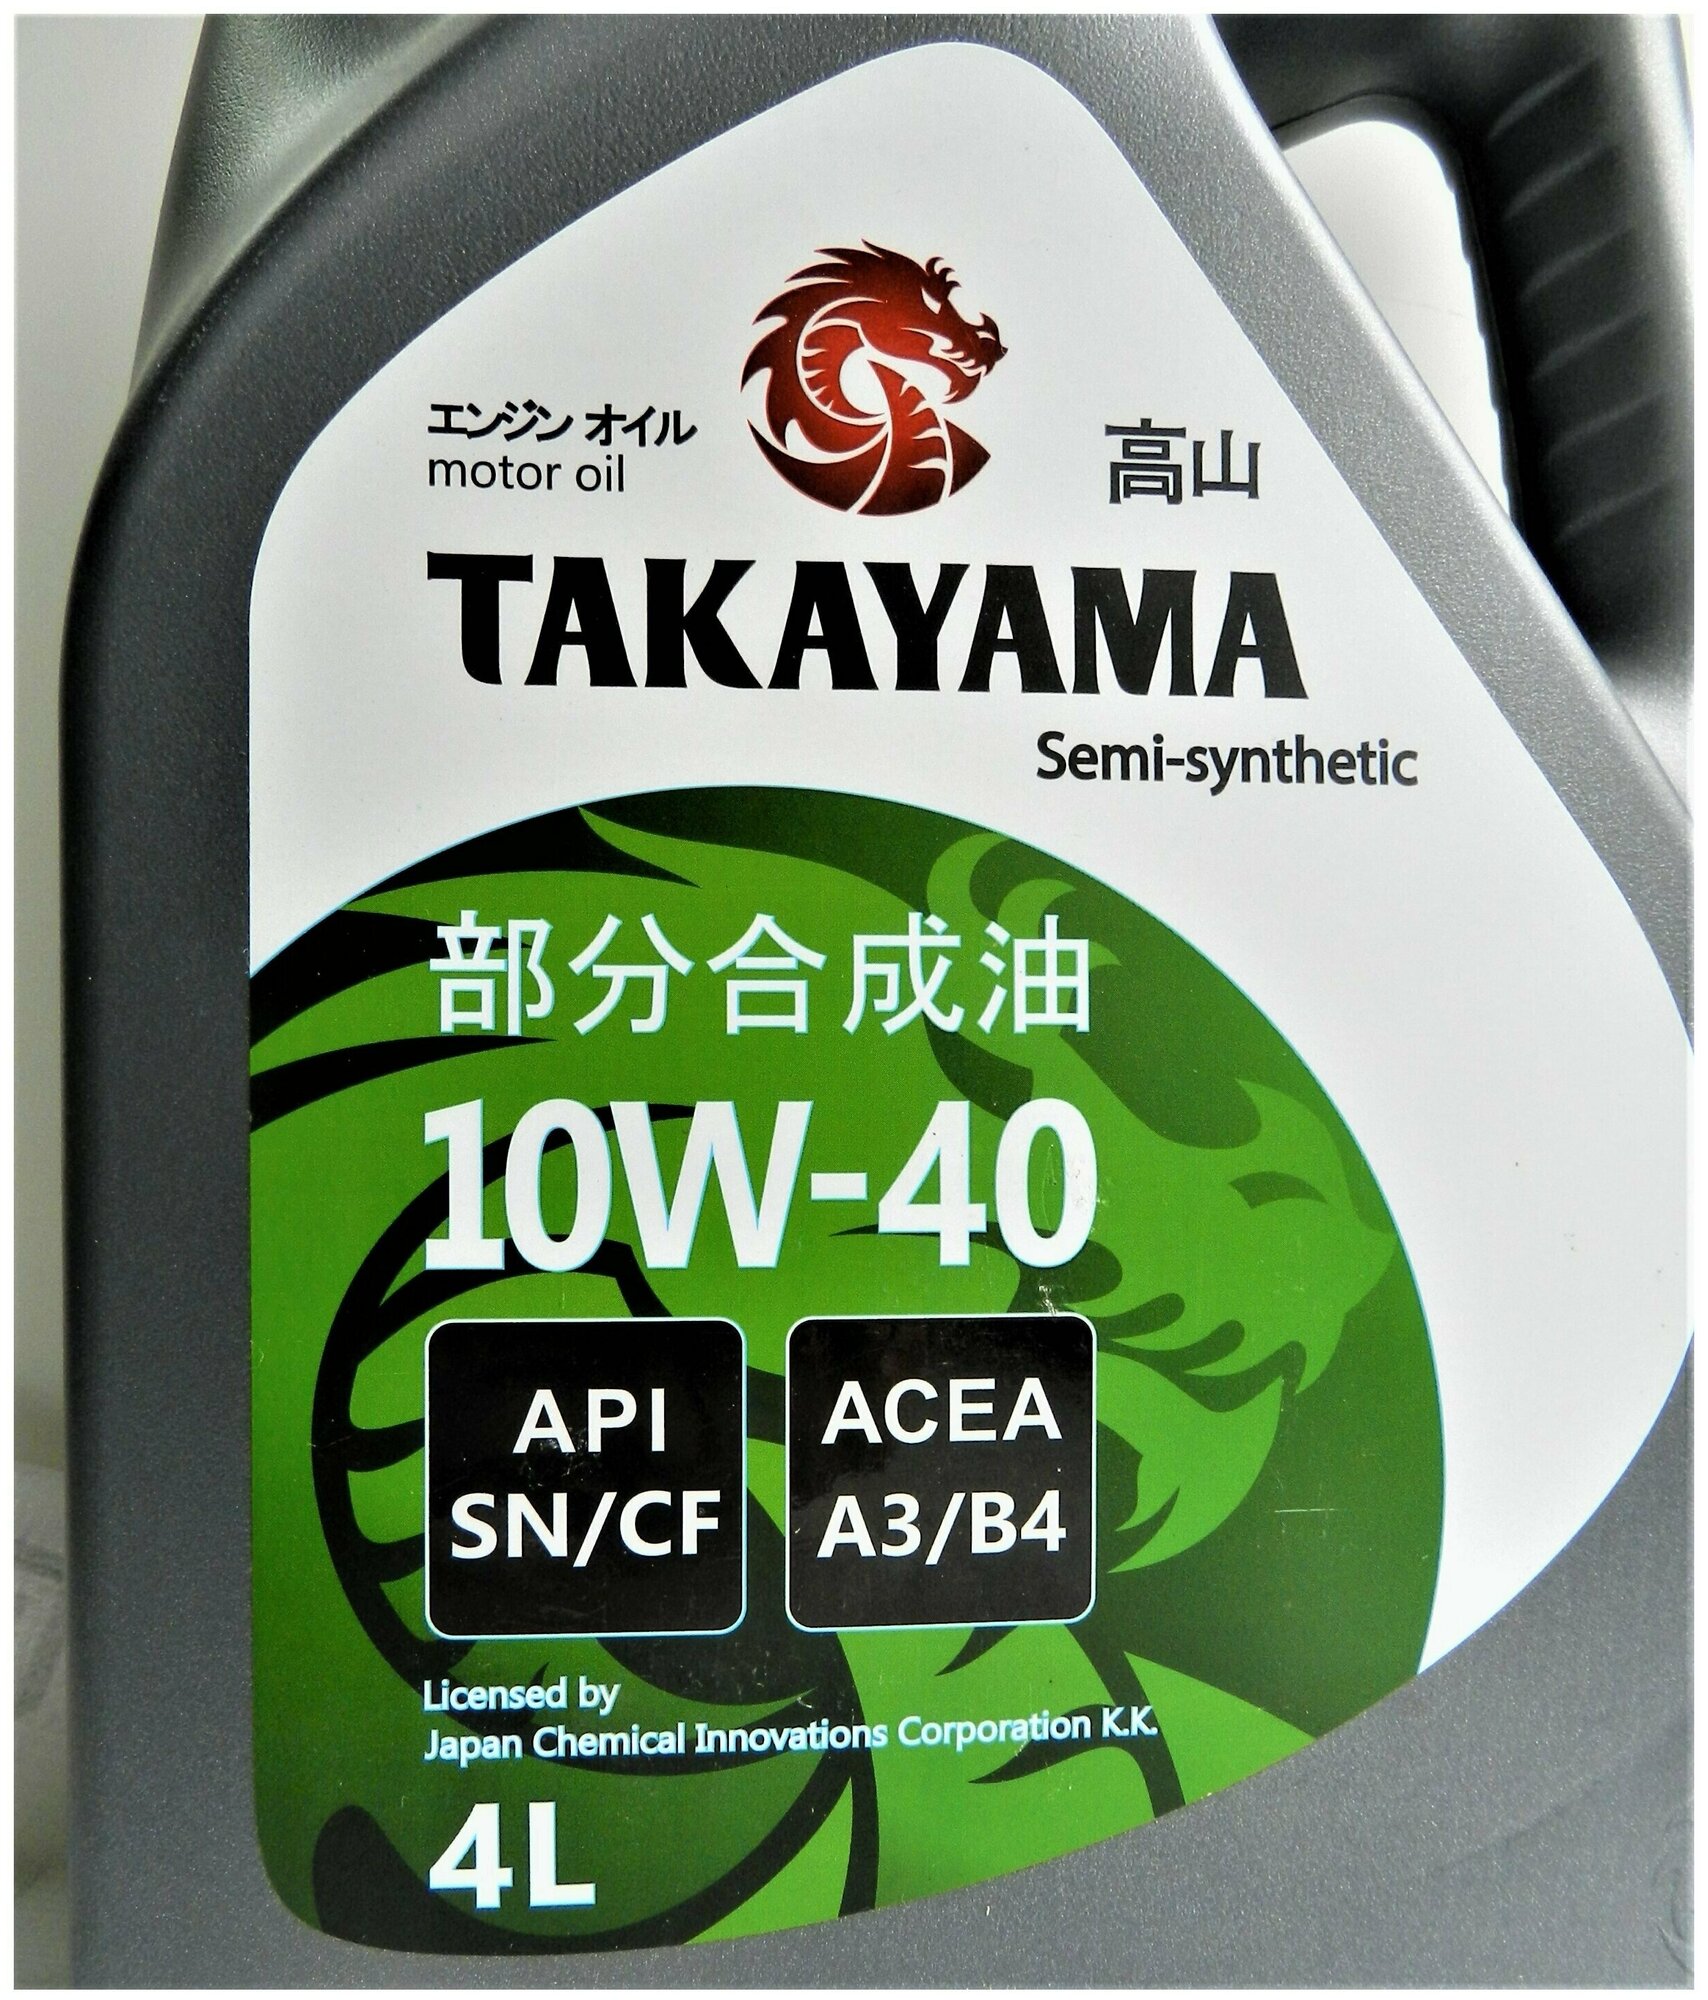 エンジン オイル
motor oil
高山
TAKAYAMA
Semi-synthetic
部分合成油
10W-40
API
SN/CF
ACEA
A3/B4
Licensed by
Japan Chemical Innovations Corporation K.K.
4L